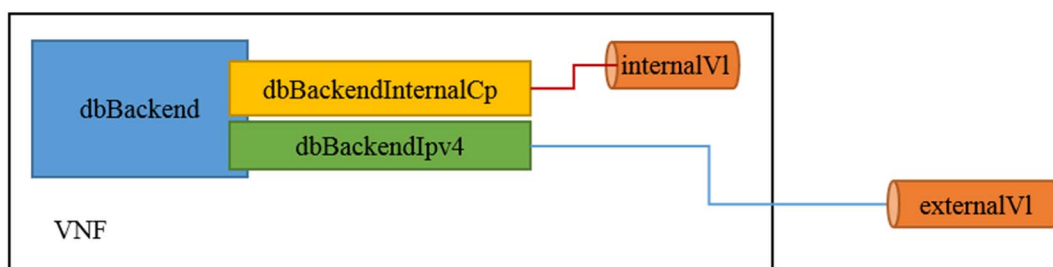 dbBackend
dbBackendInternalCp
internalVl
dbBackendIpv4
externalVl
VNF